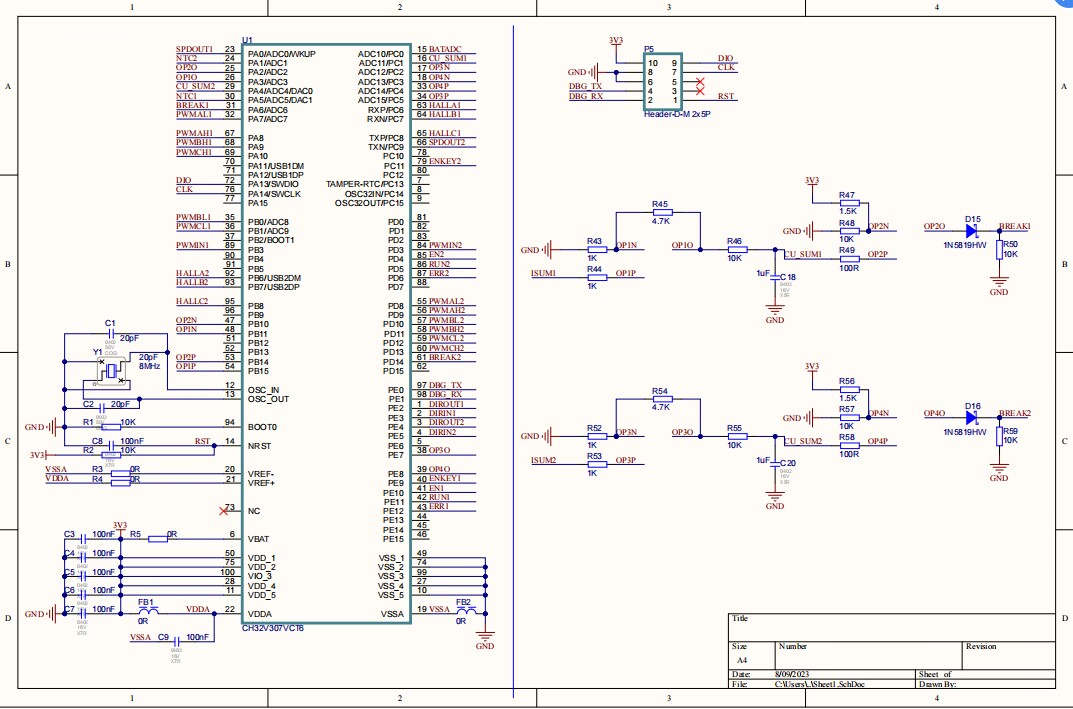 1 2 3 4
A A
B B
C C
D D
U1
SPDOUT1 23 PA0/ADC0/WKUP ADC10/PC0 15 BATADC
NTC2 24 PA1/ADC1 ADC11/PC1 16 CU_SUM1
OP2O 25 PA2/ADC2 ADC12/PC2 17 OP3N
OP1O 26 PA3/ADC3 ADC13/PC3 18 OP4N
CU_SUM2 29 PA4/ADC4/DAC0 ADC14/PC4 33 OP4P
NTC1 30 PA5/ADC5/DAC1 ADC15/PC5 34 OP3P
BREAK1 31 PA6/ADC6 RXP/PC6 63 HALLA1
PWMAL1 32 PA7/ADC7 RXN/PC7 64 HALLB1
PWMAH1 67 PA8 TXP/PC8 65 HALLC1
PWMBH1 68 PA9 TXN/PC9 66 SPDOUT2
PWMCH1 69 PA10 PC10 78
70 PA11/USB1DM PC11 79 ENKEY2
71 PA12/USB1DP PC12 80
DIO 72 PA13/SWDIO TAMPER-RTC/PC13 7
CLK 76 PA14/SWCLK OSC32IN/PC14 8
77 PA15 OSC32OUT/PC15 9
PWMBL1 35 PB0/ADC8 PD0 81
PWMCL1 36 PB1/ADC9 PD1 82
37 PB2/BOOT1 PD2 83
PWMIN1 89 PB3 PD3 84 PWMIN2
90 PB4 PD4 85 EN2
91 PB5 PD5 86 RUN2
HALLA2 92 PB6/USB2DM PD6 87 ERR2
HALLB2 93 PB7/USB2DP PD7 88
HALLC2 95 PB8 PD8 55 PWMAL2
96 PB9 PD9 56 PWMAH2
OP2N 47 PB10 PD10 57 PWMBL2
OP1N 48 PB11 PD11 58 PWMBH2
51 PB12 PD12 59 PWMCL2
52 PB13 PD13 60 PWMCH2
OP2P 53 PB14 PD14 61 BREAK2
OP1P 54 PB15 PD15 62
12 OSC_IN PE0 97 DBG_TX
13 OSC_OUT PE1 98 DBG_RX
PE2 1 DIROUT1
PE3 2 DIRIN1
94 BOOT0 PE4 3 DIROUT2
PE5 4 DIRIN2
RST 14 NRST PE6 5
PE7 38 OP3O
VSSA R3 0R 20 VREF- PE8 39 OP4O
VDDA R4 0R 21 VREF+ PE9 40 ENKEY1
PE10 41 EN1
PE11 42 RUN1
73 NC PE12 43 ERR1
PE13 44
PE14 45
6 VBAT PE15 46
50 VDD_1 VSS_1 49
75 VDD_2 VSS_2 74
100 VIO_3 VSS_3 99
28 VDD_4 VSS_4 27
11 VDD_5 VSS_5 10
VDDA 22 VDDA VSSA 19 VSSA FB2
0R
GND
CH32V307VCT6
C1
20pF
Y1
20pF
8MHz
C2 20pF
GND R1 10K
C8 100nF
3V3 R2 10K
3V3
C3 100nF R5 0R
C4 100nF
C5 100nF
C6 100nF
GND C7 100nF FB1
0R
VSSA C9 100nF
3V3 P5
10 9 DIO
GND 8 7 CLK
6 5
DBG_TX 4 3
DBG_RX 2 1 RST
Header-D-M 2x5P
R45
4.7K
GND R43 OP1N OP1O R46
1K 10K
ISUM1 R44 OP1P
1K
1uF C18
GND
3V3 R47
1.5K
GND R48 OP2N
10K
CU_SUM1 R49 OP2P
100R
OP2O D15 BREAK1
1N5819HW R50
10K
GND
R54
4.7K
GND R52 OP3N OP3O R55
1K 10K
ISUM2 R53 OP3P
1K
1uF C20
GND
3V3 R56
1.5K
GND R57 OP4N
10K
CU_SUM2 R58 OP4P
100R
OP4O D16 BREAK2
1N5819HW R59
10K
GND
Title
Size Number Revision
A4
Date: 8/09/2023 Sheet of
File: C:\Users\..\Sheet1.SchDoc Drawn By:
1 2 3 4